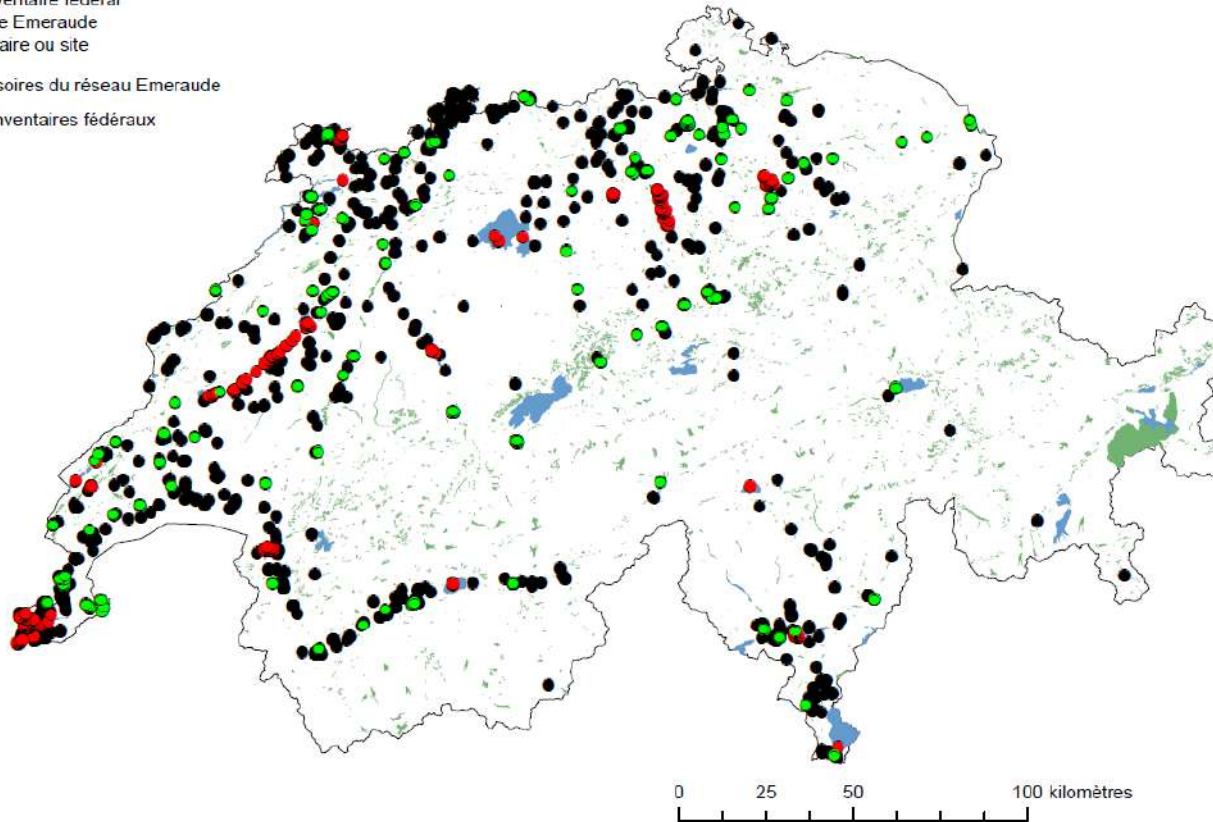 ventaire fédéral
e Emeraude
aire ou site
soires du réseau Emeraude
nventaires fédéraux
0 25 50 100 kilomètres